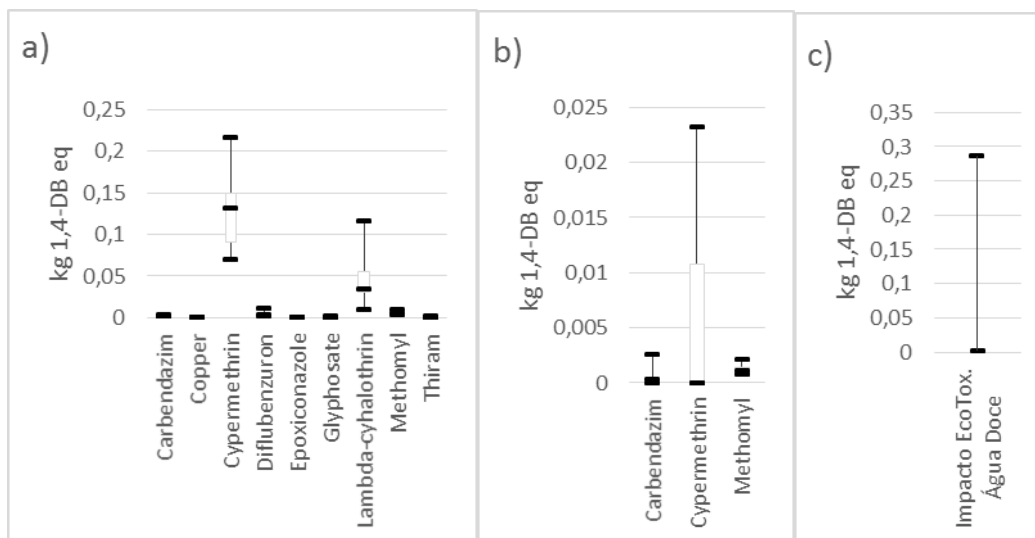 a)
kg 1,4-DB eq
0,25
0,2
0,15
0,1
0,05
0
Carbendazim
Copper
Cypermethrin
Diflubenzuron
Epoxiconazole
Glyphosate
Lambda-cyhalothrin
Methomyl
Thiram
b)
kg 1,4-DB eq
0,025
0,02
0,015
0,01
0,005
0
Carbendazim
Cypermethrin
Methomyl
c)
kg 1,4-DB eq
0,35
0,3
0,25
0,2
0,15
0,1
0,05
0
Impacto EcoTox.
Água Doce